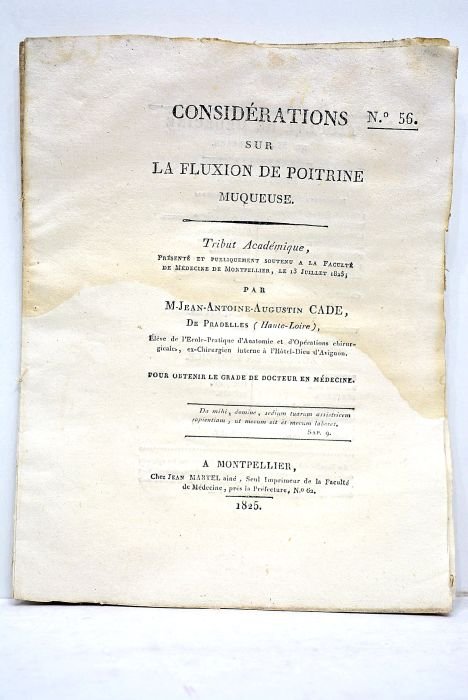 CONSIDÉRATIONS N.º 56.
SUR
LA FLUXION DE POITRINE
MUQUEUSE.
Tribut Académique,
PRÉSENTÉ ET PUBLIQUEMENT SOUTENU A LA FACULTÉ
DE MÉDECINE DE MONTPELLIER, LE 13 JUILLET 1825;
PAR
M-JEAN-ANTOINE-AUGUSTIN CADE,
DE PRADELLES (Haute-Loire),
Élève de l'École-Pratique d'Anatomie et d'Opérations chirur-
gicales, ex-Chirurgien interne à l'Hôtel-Dieu d'Avignon.
POUR OBTENIR LE GRADE DE DOCTEUR EN MÉDECINE.
Da mihi, domine, sedium tuarum assistricem
sapientiam, ut mecum sit et mecum laboret.
SAP. 9.
A MONTPELLIER,
Chez JEAN MARTEL aîné, Seul Imprimeur de la Faculté
de Médecine, près la Préfecture, N.º 62.
1825.